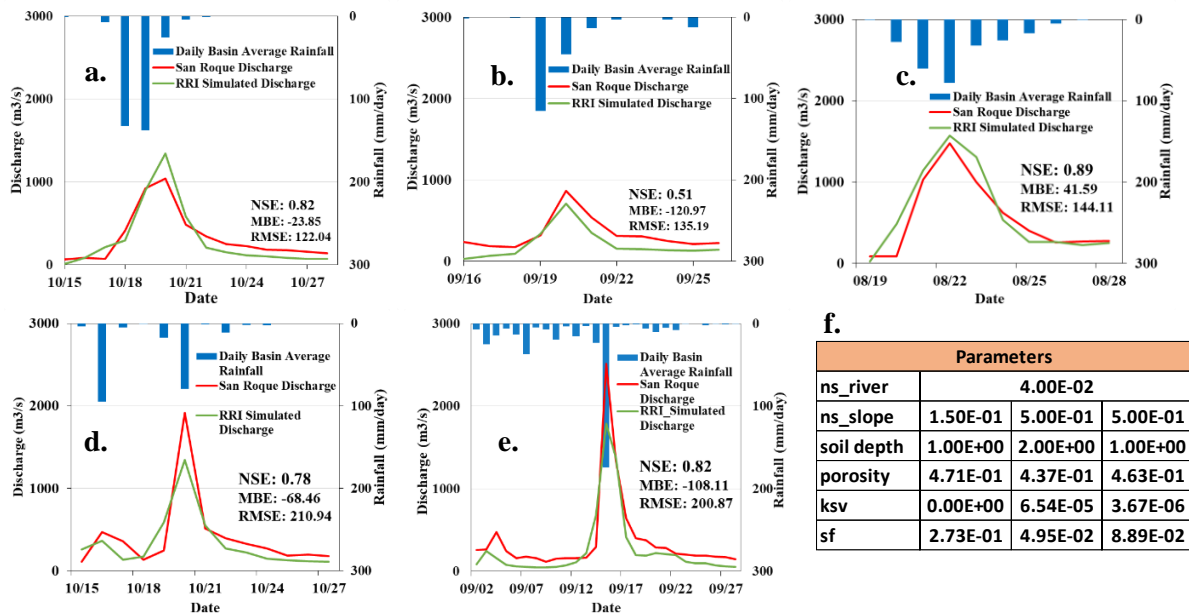 3000
2000
1000
0
Discharge (m3/s)
0
100
200
300
Rainfall (mm/day)
Daily Basin Average Rainfall
San Roque Discharge
RRI Simulated Discharge
a.
NSE: 0.82
MBE: -23.85
RMSE: 122.04
10/15 10/18 10/21 10/24 10/27
Date
3000
2000
1000
0
Discharge (m3/s)
0
100
200
300
Rainfall (mm/day)
Daily Basin Average Rainfall
San Roque Discharge
RRI Simulated Discharge
b.
NSE: 0.51
MBE: -120.97
RMSE: 135.19
09/16 09/19 09/22 09/25
Date
3000
2000
1000
0
Discharge (m3/s)
0
100
200
300
Rainfall (mm/day)
c.
Daily Basin Average Rainfall
San Roque Discharge
RRI Simulated Discharge
NSE: 0.89
MBE: 41.59
RMSE: 144.11
08/19 08/22 08/25 08/28
Date
3000
2000
1000
0
Discharge (m3/s)
0
100
200
300
Rainfall (mm/day)
Daily Basin Average
Rainfall
San Roque Discharge
RRI Simulated
Discharge
d.
NSE: 0.78
MBE: -68.46
RMSE: 210.94
10/15 10/18 10/21 10/24 10/27
Date
3000
2000
1000
0
Discharge (m3/s)
0
100
200
300
Rainfall (mm/day)
Daily Basin
Average Rainfall
San Roque
Discharge
RRI_Simulated
Discharge
e.
NSE: 0.82
MBE: -108.11
RMSE: 200.87
09/02 09/07 09/12 09/17 09/22 09/27
Date
f.
Parameters
ns_river 4.00E-02
ns_slope 1.50E-01 5.00E-01 5.00E-01
soil depth 1.00E+00 2.00E+00 1.00E+00
porosity 4.71E-01 4.37E-01 4.63E-01
ksv 0.00E+00 6.54E-05 3.67E-06
sf 2.73E-01 4.95E-02 8.89E-02